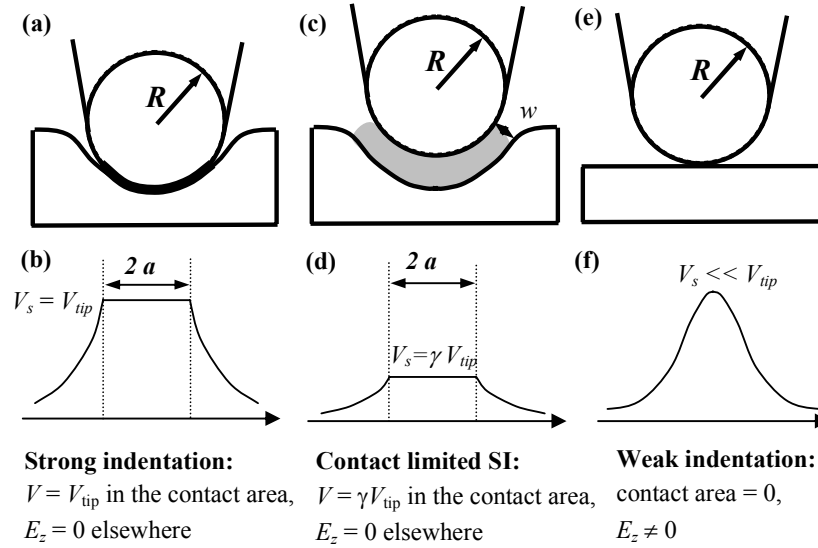 (a)
R
(c)
R
w
(e)
R
(b)
2 a
V_s = V_tip
(d)
2 a
V_s = γ V_tip
(f)
V_s << V_tip
Strong indentation:
V = V_tip in the contact area,
E_z = 0 elsewhere
Contact limited SI:
V = γV_tip in the contact area,
E_z = 0 elsewhere
Weak indentation:
contact area = 0,
E_z ≠ 0